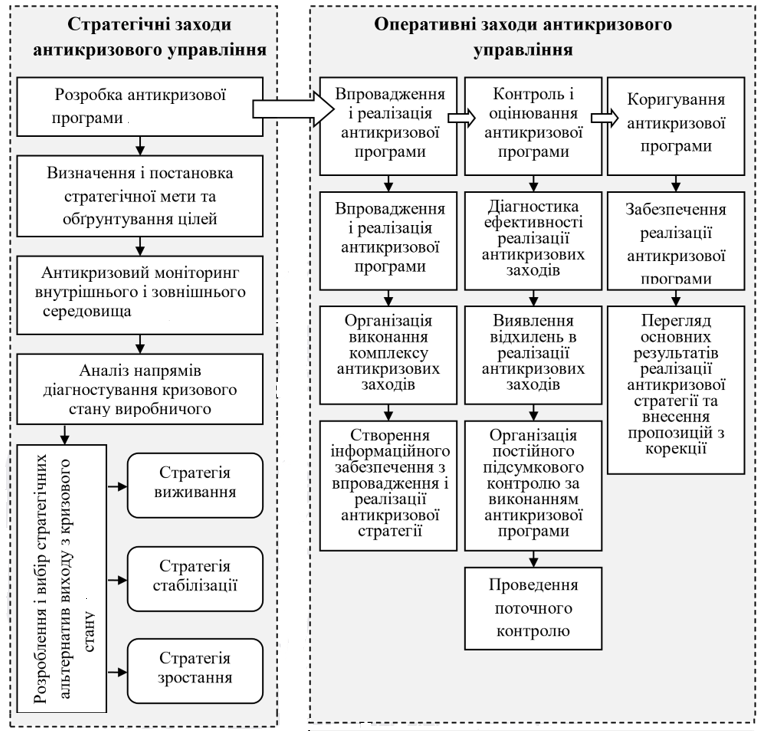 Стратегічні заходи
антикризового управління
Розробка антикризової
програми .
Визначення і постановка
стратегічної мети та
обґрунтування цілей
Антикризовий моніторинг
внутрішнього і зовнішнього
середовища
Аналіз напрямів
діагностування кризового
стану виробничого
Розроблення і вибір стратегічних
альтернатив виходу з кризового
стану
Стратегія
виживання
Стратегія
стабілізації
Стратегія
зростання
Оперативні заходи антикризового
управління
Впровадження
і реалізація
антикризової
програми
Впровадження
і реалізація
антикризової
програми
Організація
виконання
комплексу
антикризових
заходів
Створення
інформаційного
забезпечення з
впровадження і
реалізації
антикризової
стратегії
Контроль і
оцінювання
антикризової
програми
Діагностика
ефективності
реалізації
антикризових
заходів
Виявлення
відхилень в
реалізації
антикризових
заходів
Організація
постійного
підсумкового
контролю за
виконанням
антикризової
програми
Проведення
поточного
контролю
Коригування
антикризової
програми
Забезпечення
реалізації
антикризової
програми
Перегляд
основних
результатів
реалізації
антикризової
стратегії та
внесення
пропозицій з
корекції